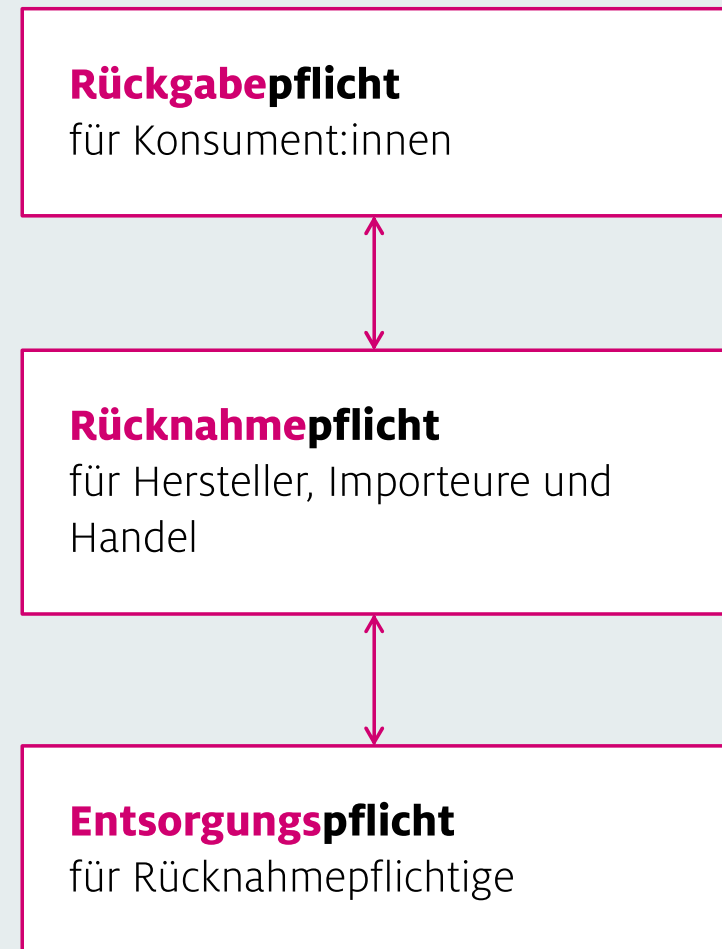 Rückgabepflicht
für Konsument:innen
Rücknahmepflicht
für Hersteller, Importeure und
Handel
Entsorgungspflicht
für Rücknahmepflichtige